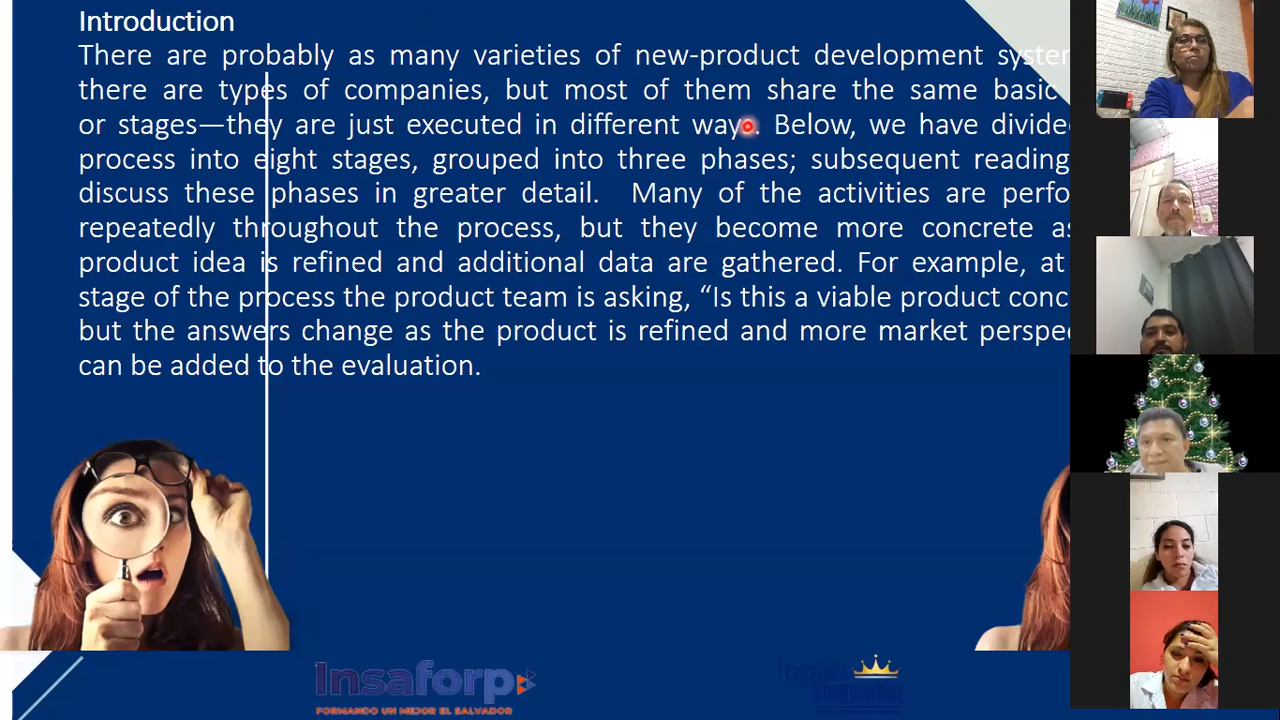 Introduction
There are probably as many varieties of new-product development
there are types of companies, but most of them share the same basic
or stages—they are just executed in different ways. Below, we have
process into eight stages, grouped into three phases; subsequent reading
discuss these phases in greater detail. Many of the activities are
repeatedly throughout the process, but they become more concrete
product idea is refined and additional data are gathered. For example, at
stage of the process the product team is asking, “Is this a viable product
but the answers change as the product is refined and more market
can be added to the evaluation.
Insaforp
FORMANDO UN MEJOR EL SALVADOR